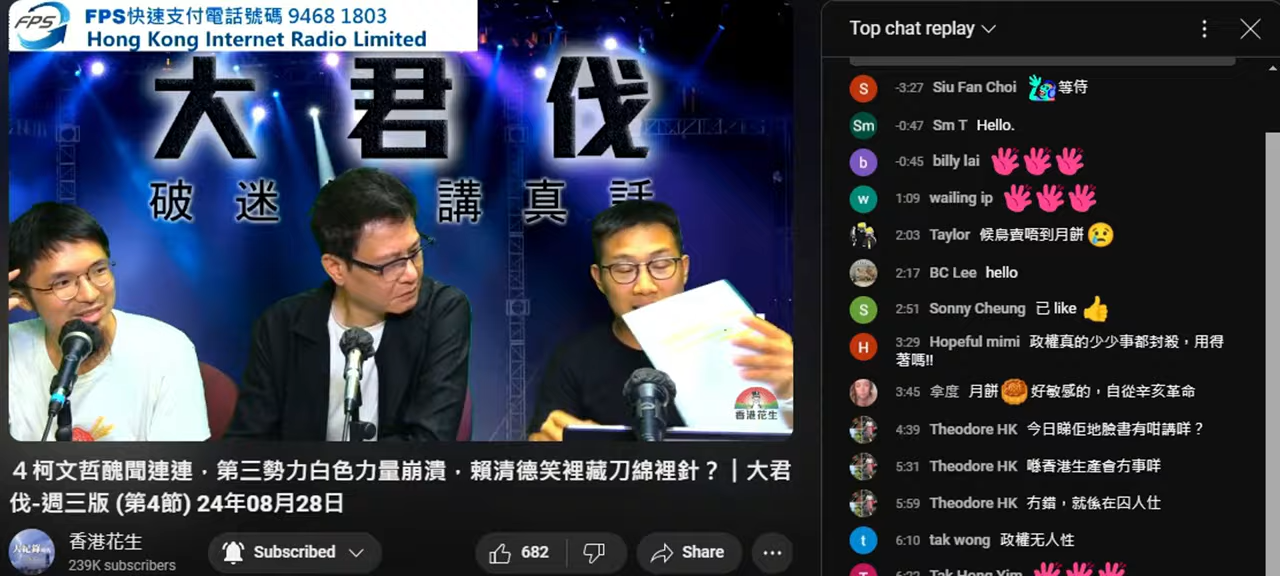 FPS
FPS快速支付電話號碼 9468 1803
Hong Kong Internet Radio Limited
大君伐
破迷講真話
香港花生
4柯文哲醜聞連連，第三勢力白色力量崩潰，賴清德笑裡藏刀綿裡針？｜大君
伐-週三版 (第4節) 24年08月28日
香港花生
239K subscribers
Subscribed
682
Share
Top chat replay
S -3:27 Siu Fan Choi 等侍
Sm -0:47 Sm T Hello.
b -0:45 billy lai
w 1:09 wailing ip
2:03 Taylor 候鳥賣唔到月餅
2:17 BC Lee hello
S 2:51 Sonny Cheung 已 like
H 3:29 Hopeful mimi 政權真的少少事都封殺，用得
著嗎!!
3:45 拿度 月餅 好敏感的，自從辛亥革命
4:39 Theodore HK 今日睇佢地臉書有咁講咩？
5:31 Theodore HK 喺香港生產會冇事咩
5:59 Theodore HK 冇錯，就係在囚人仕
t 6:10 tak wong 政權无人性
T 6:22 Tak Hong Yim